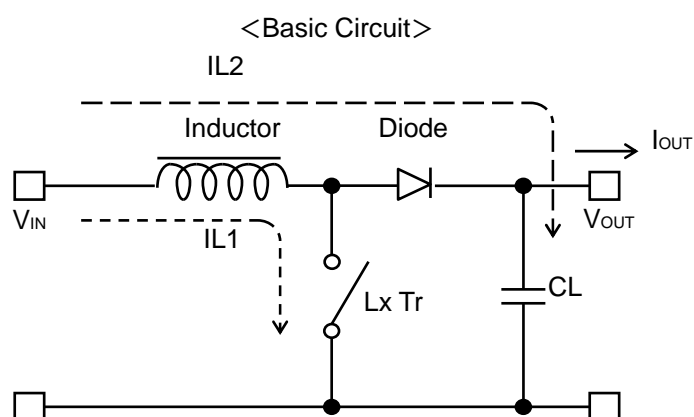 <Basic Circuit>
IL2
Inductor
Diode
IOUT
VIN
IL1
VOUT
Lx Tr
CL